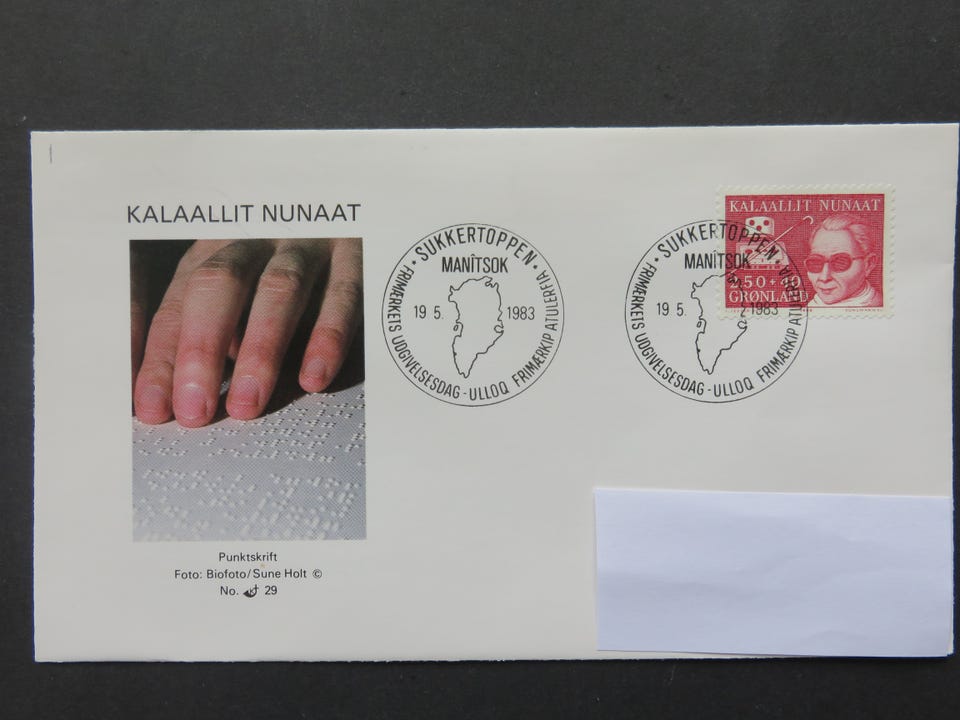 KALAALLIT NUNAAT
Punktskrift
Foto: Biofoto/Sune Holt ©
No. 29
• SUKKERTOPPEN •
MANÎTSOK
19 5. 1983
FRIMÆRKETS UDGIVELSESDAG - ULLOQ FRIMÆRKIP ATULERFIA
• SUKKERTOPPEN •
MANÎTSOK
19 5. 1983
FRIMÆRKETS UDGIVELSESDAG - ULLOQ FRIMÆRKIP ATULERFIA
KALAALLIT NUNAAT
GRØNLAND